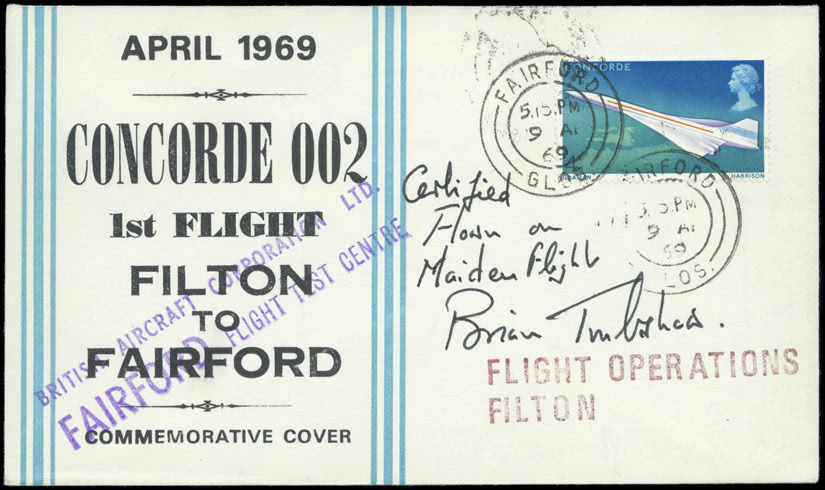 APRIL 1969
CONCORDE 002
1st FLIGHT
FILTON
TO
FAIRFORD
COMMEMORATIVE COVER
BRITISH AIRCRAFT CORPORATION LTD.
FAIRFORD FLIGHT TEST CENTRE
CONCORDE
HARRISON
FAIRFORD
5.15.PM
9 AP
69
GLOS.
FAIRFORD
5.15.PM
9 AP
69
GLOS.
Certified
Flown on
Maiden Flight
Brian Trubshaw.
FLIGHT OPERATIONS
FILTON